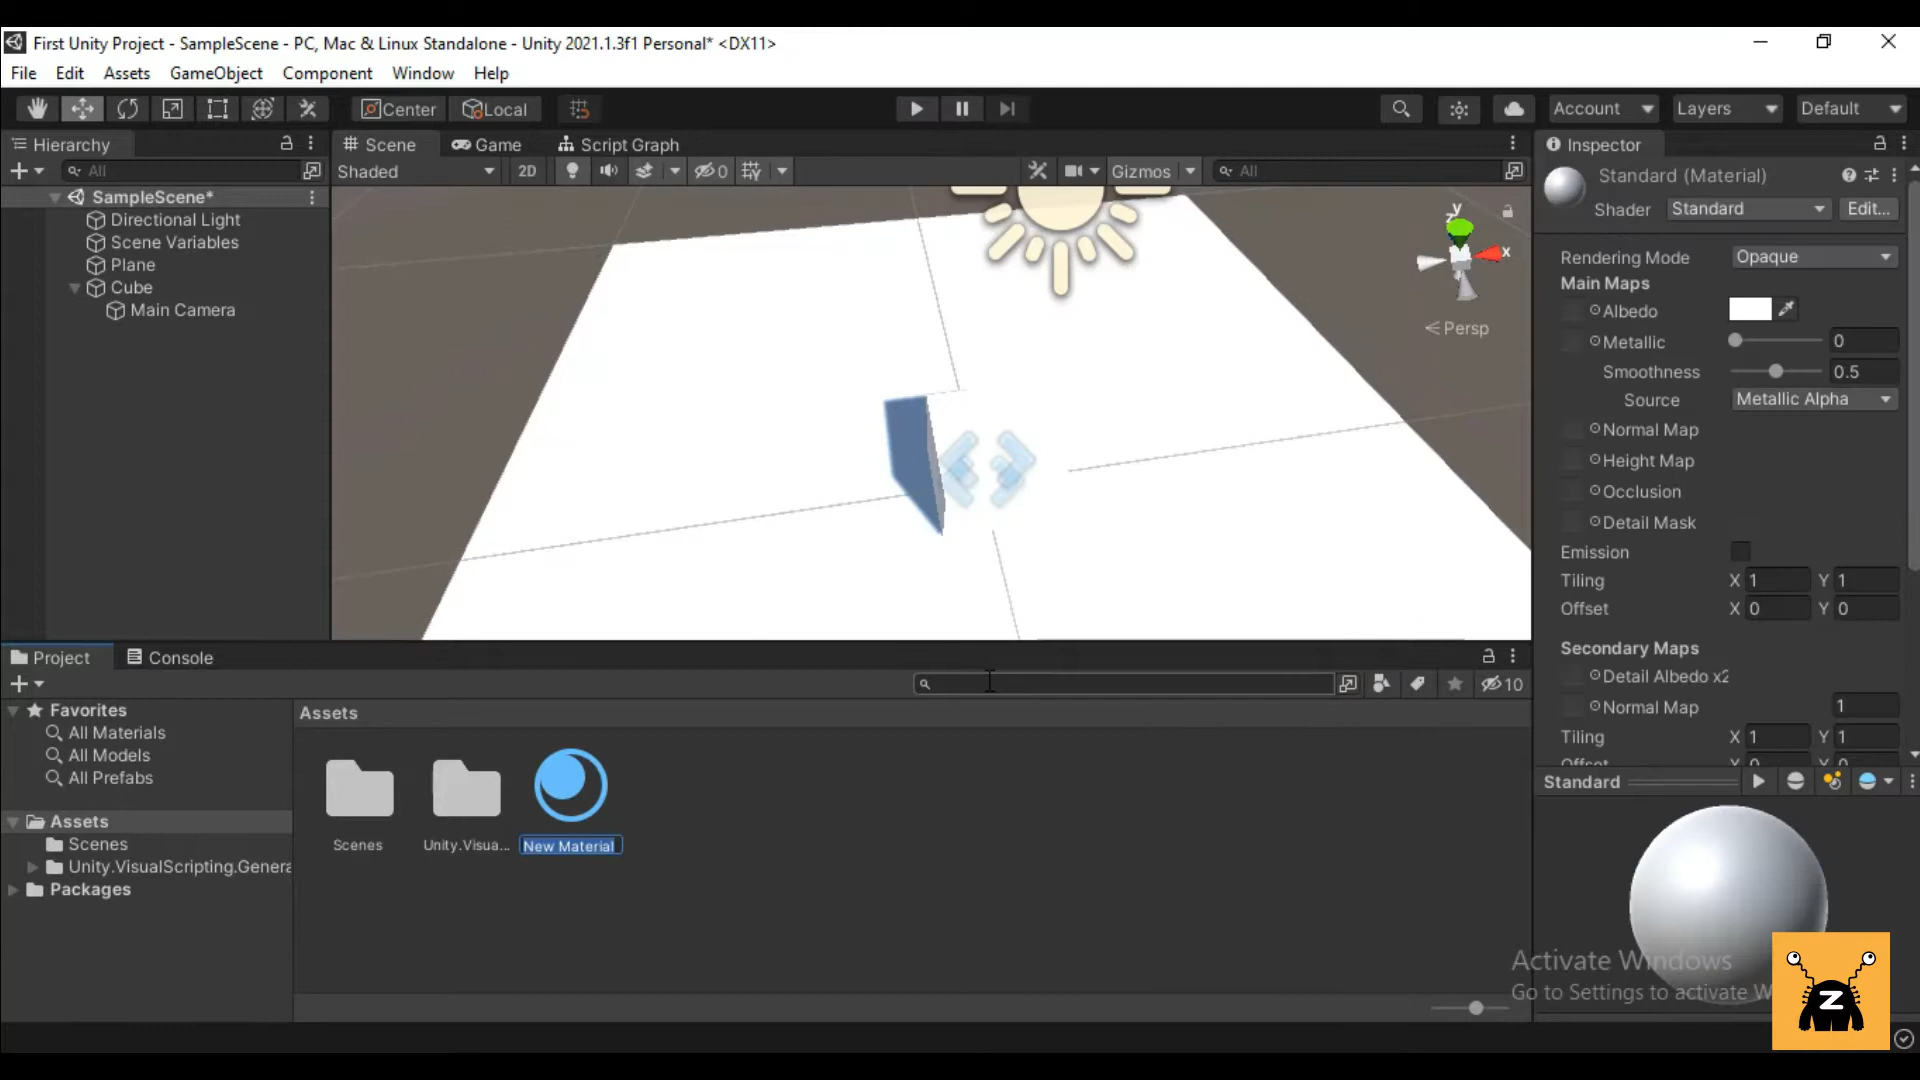 First Unity Project - SampleScene - PC, Mac & Linux Standalone - Unity 2021.1.3f1 Personal* <DX11>
File Edit Assets GameObject Component Window Help
Center Local Account Layers Default
Hierarchy
All
SampleScene*
Directional Light
Scene Variables
Plane
Cube
Main Camera
Scene Game Script Graph
Shaded 2D 0 Gizmos All
y
z
x
Persp
Inspector
Standard (Material)
Shader Standard Edit...
Rendering Mode Opaque
Main Maps
Albedo
Metallic 0
Smoothness 0.5
Source Metallic Alpha
Normal Map
Height Map
Occlusion
Detail Mask
Emission
Tiling X 1 Y 1
Offset X 0 Y 0
Secondary Maps
Detail Albedo x2
Normal Map 1
Tiling X 1 Y 1
Offset X 0 Y 0
Standard
Project Console
10
Favorites
All Materials
All Models
All Prefabs
Assets
Scenes
Unity.VisualScripting.Genera
Packages
Assets
Scenes Unity.Visua... New Material
Activate Windows
Go to Settings to activate W
Z